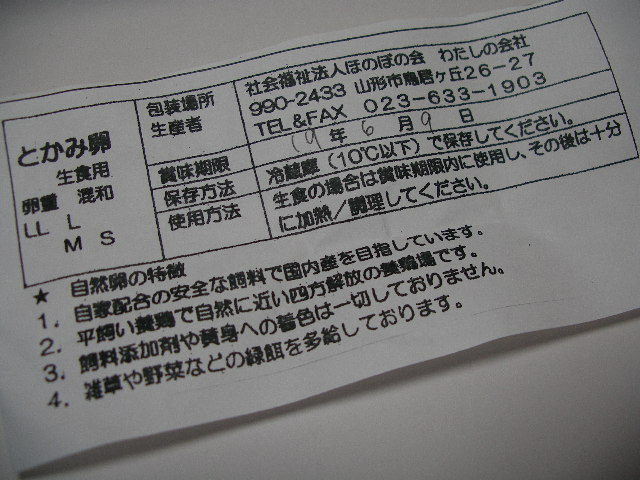 とかみ卵
生食用
卵重 混和
LL L
M S
包装場所
生産者
社会福祉法人ほのぼの会 わたしの会社
990-2433 山形市鳥居ヶ丘26-27
TEL&FAX 023-633-1903
賞味期限
19年6月9日
保存方法
冷蔵庫（10℃以下）で保存してください。
使用方法
生食の場合は賞味期限内に使用し、その後は十分
に加熱／調理してください。
★ 自然卵の特徴
1. 自家配合の安全な飼料で国内産を目指しています。
2. 平飼い養鶏で自然に近い四方解放の養鶏場です。
3. 飼料添加剤や黄身への着色は一切しておりません。
4. 雑草や野菜などの緑餌を多給しております。